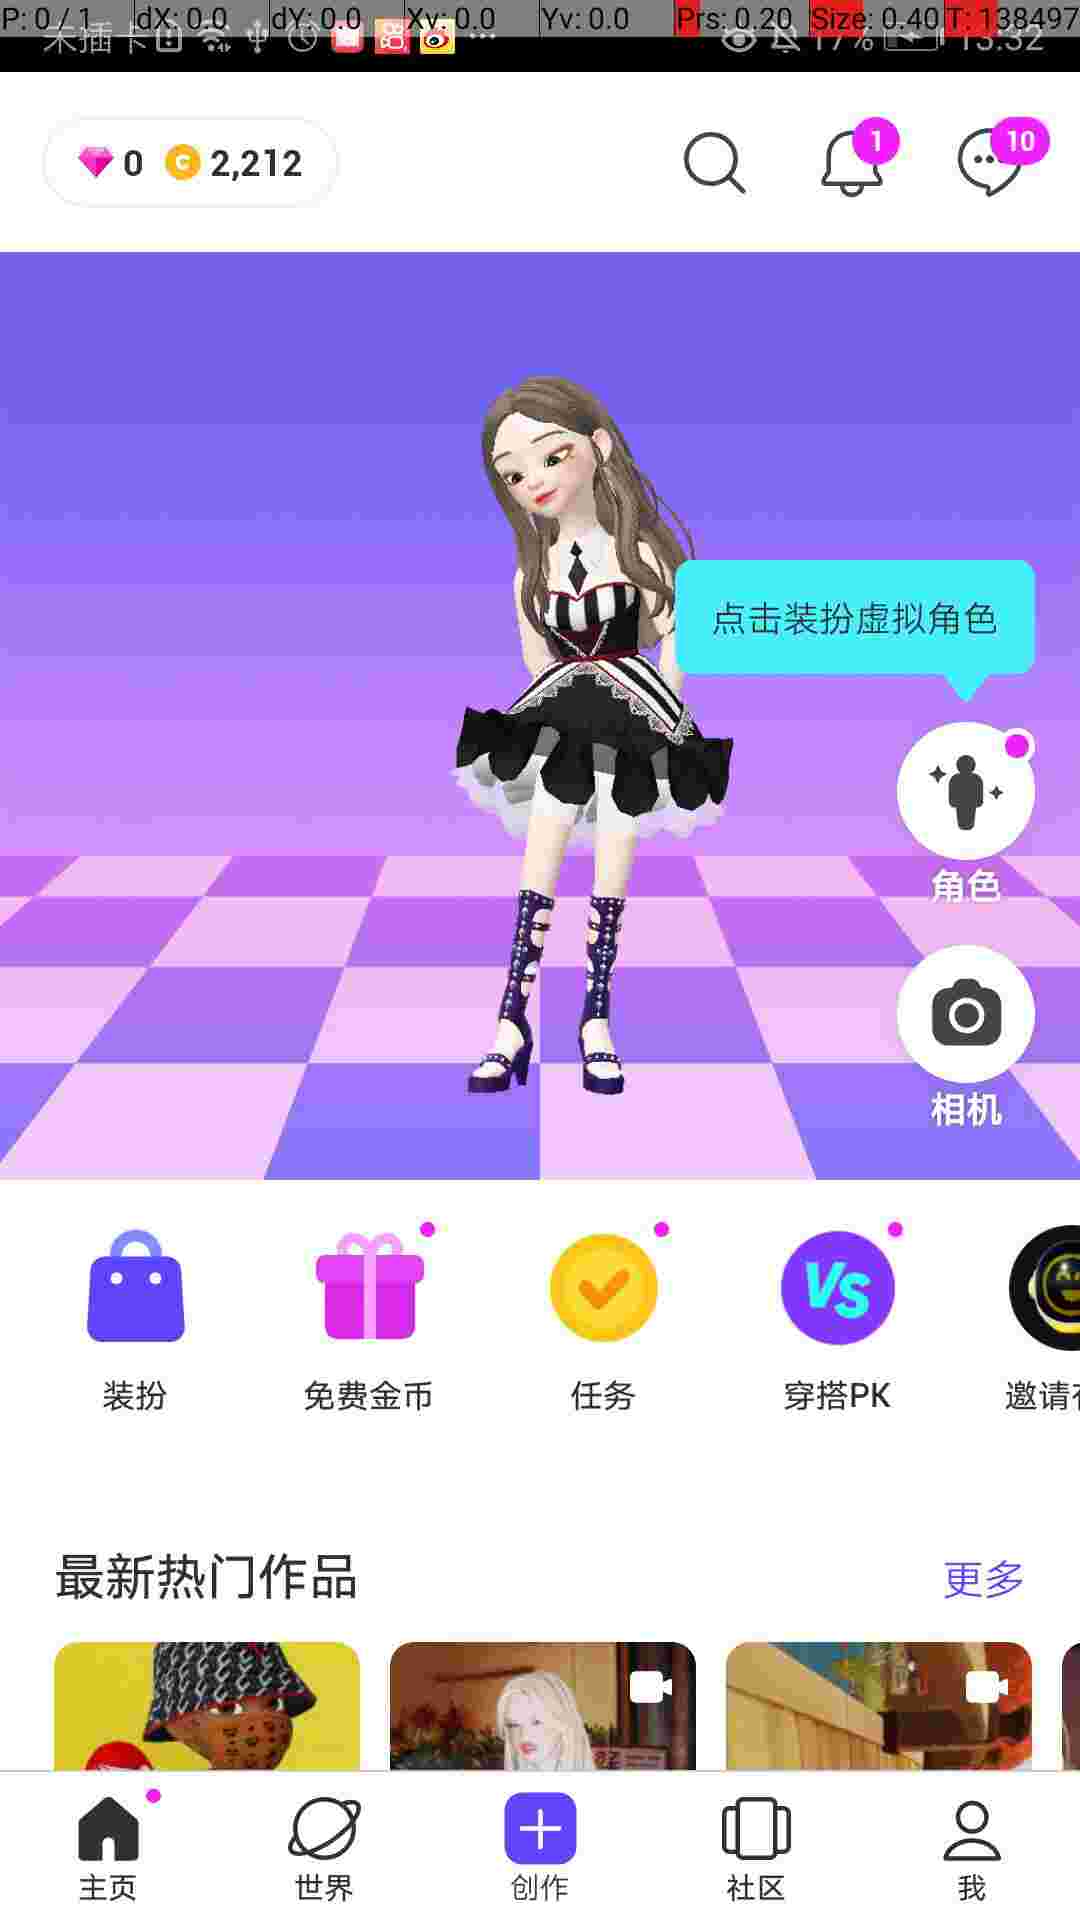 P: 0 / 1 dX: 0.0 dY: 0.0 Xv: 0.0 Yv: 0.0 Prs: 0.20 Size: 0.40 T: 138497
未插卡 17% 13:32
0 2,212 1 10
点击装扮虚拟角色
角色
相机
VS
装扮 免费金币 任务 穿搭PK 邀请
最新热门作品 更多
主页 世界 创作 社区 我